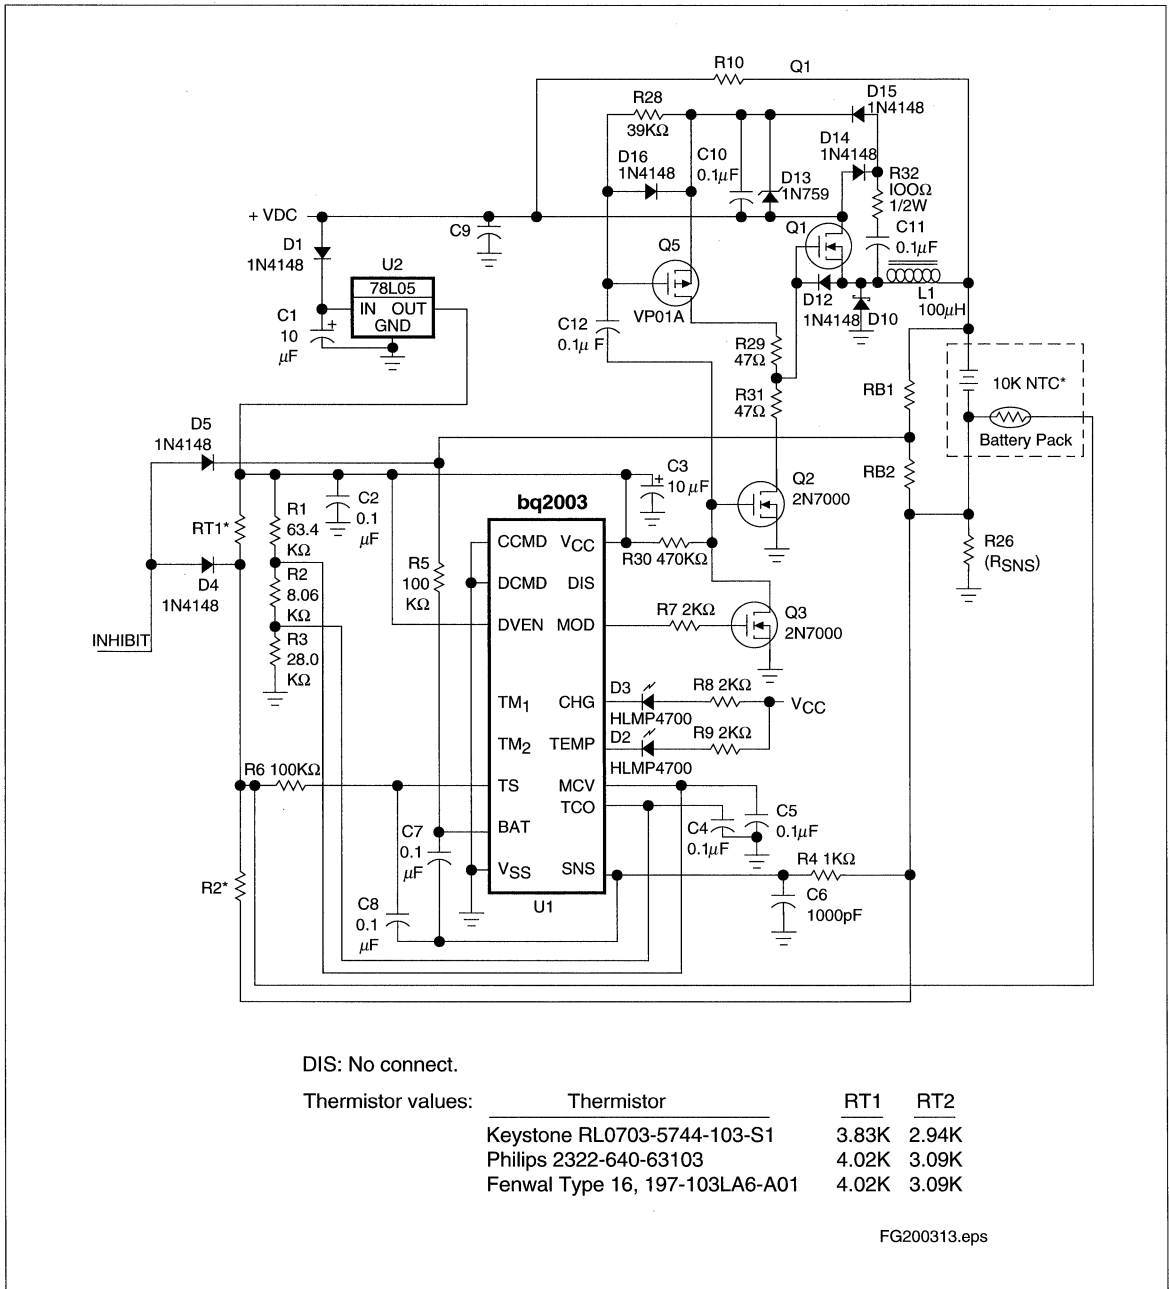 R10
Q1
D15
1N4148
R28
39KΩ
D14
1N4148
D16
1N4148
C10
0.1µF
D13
1N759
R32
100Ω
1/2W
+ VDC
C9
Q1
C11
0.1µF
D1
1N4148
Q5
U2
78L05
IN OUT
GND
VP01A
D12
1N4148
D10
L1
100µH
C1
10
µF
+
C12
0.1µ F
R29
47Ω
R31
47Ω
RB1
10K NTC*
Battery Pack
D5
1N4148
RB2
C3
10 µF
+
Q2
2N7000
bq2003
R1
63.4
KΩ
C2
0.1
µF
RT1*
R26
(RSNS)
CCMD VCC
R30 470KΩ
R5
100
KΩ
DCMD DIS
D4
1N4148
R2
8.06
KΩ
R7 2KΩ
Q3
2N7000
DVEN MOD
INHIBIT
R3
28.0
KΩ
D3
HLMP4700
R8 2KΩ
VCC
TM1 CHG
D2
HLMP4700
R9 2KΩ
TM2 TEMP
R6 100KΩ
TS MCV
TCO
C4
0.1µF
C5
0.1µF
C7
0.1
µF
BAT
VSS SNS
R4 1KΩ
R2*
C8
0.1
µF
U1
C6
1000pF
DIS: No connect.
Thermistor values: Thermistor RT1 RT2
Keystone RL0703-5744-103-S1 3.83K 2.94K
Philips 2322-640-63103 4.02K 3.09K
Fenwal Type 16, 197-103LA6-A01 4.02K 3.09K
FG200313.eps